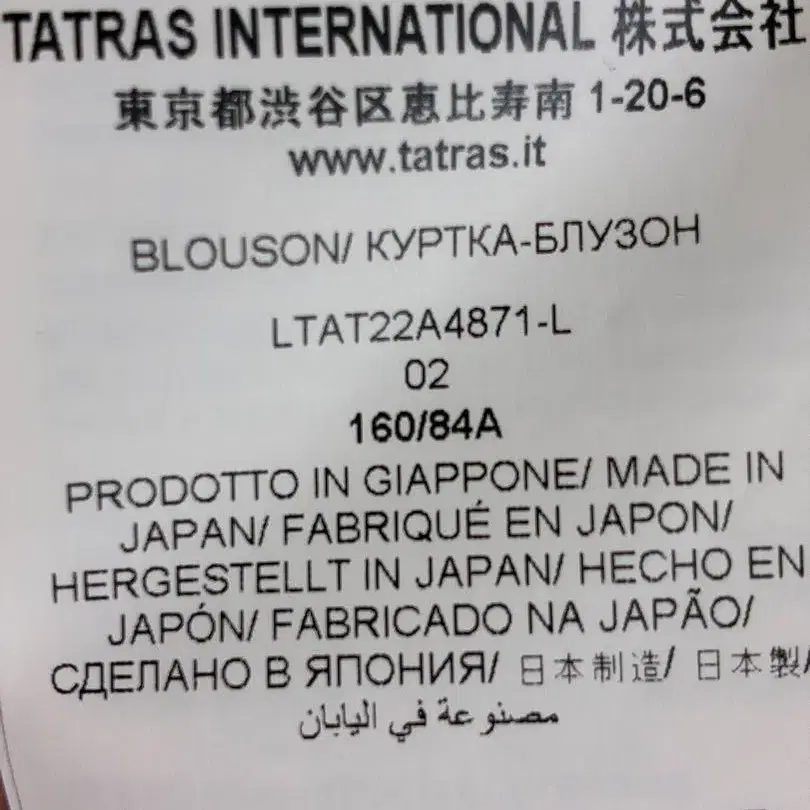 TATRAS INTERNATIONAL 株式会社
東京都渋谷区恵比寿南 1-20-6
www.tatras.it
BLOUSON/ КУРТКА-БЛУЗОН
LTAT22A4871-L
02
160/84A
PRODOTTO IN GIAPPONE/ MADE IN
JAPAN/ FABRIQUÉ EN JAPON/
HERGESTELLT IN JAPAN/ HECHO EN
JAPÓN/ FABRICADO NA JAPÃO/
СДЕЛАНО В ЯПОНИЯ/ 日本制造/ 日本製/
مصنوعة في اليابان